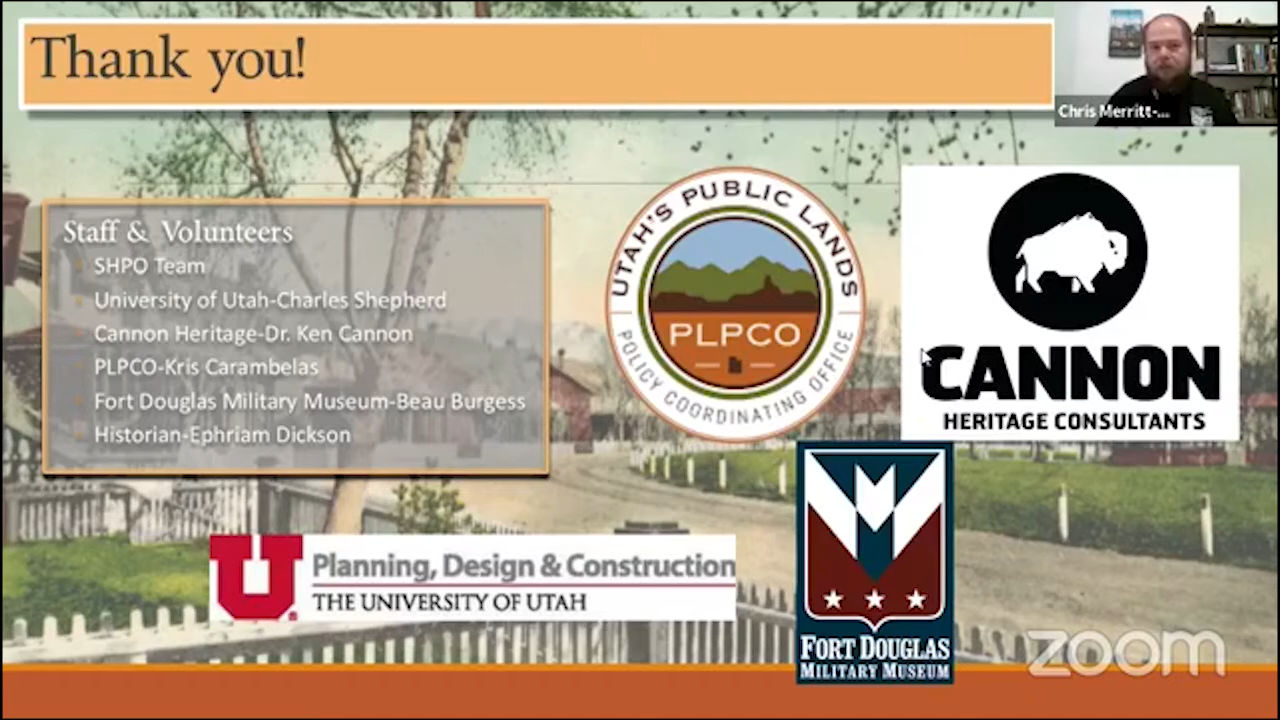 Thank you!
Chris Merritt-...
Staff & Volunteers
SHPO Team
University of Utah-Charles Shepherd
Cannon Heritage-Dr. Ken Cannon
PLPCO-Kris Carambelas
Fort Douglas Military Museum-Beau Burgess
Historian-Ephriam Dickson
UTAH'S PUBLIC LANDS
PLPCO
POLICY COORDINATING OFFICE
CANNON
HERITAGE CONSULTANTS
U
Planning, Design & Construction
THE UNIVERSITY OF UTAH
FORT DOUGLAS
MILITARY MUSEUM
zoom